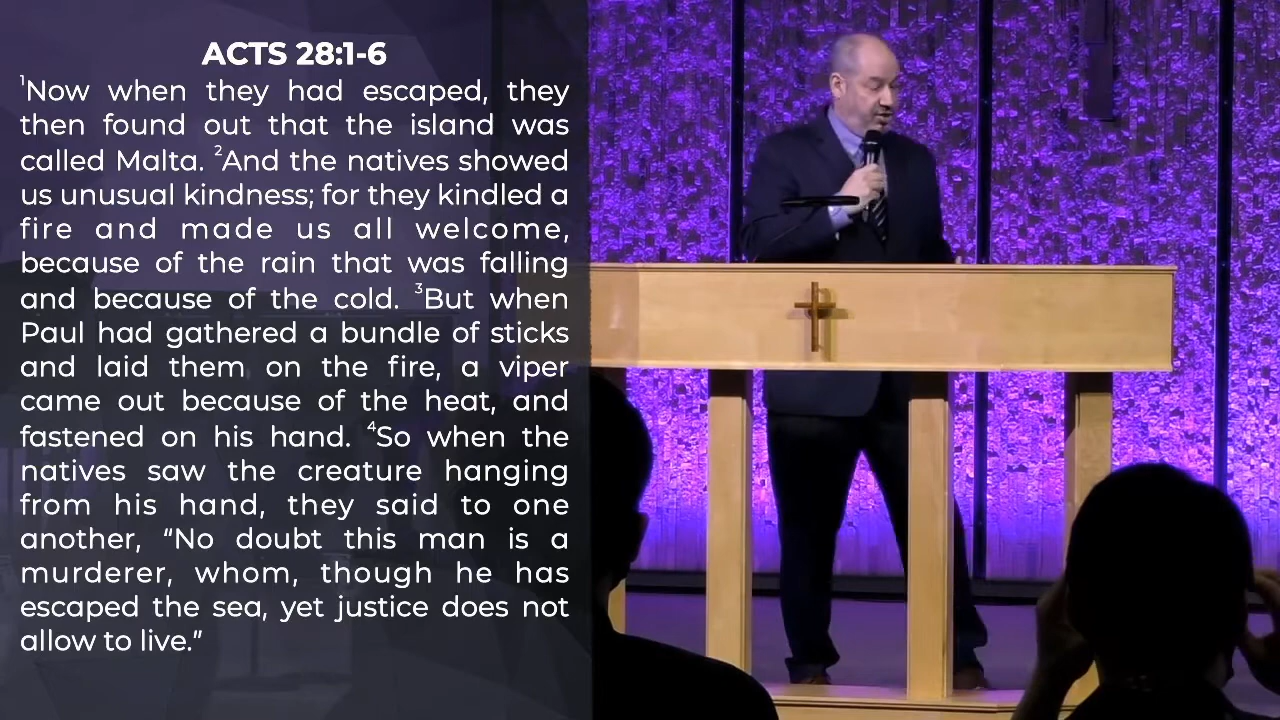 ACTS 28:1-6
¹Now when they had escaped, they
then found out that the island was
called Malta. ²And the natives showed
us unusual kindness; for they kindled a
fire and made us all welcome,
because of the rain that was falling
and because of the cold. ³But when
Paul had gathered a bundle of sticks
and laid them on the fire, a viper
came out because of the heat, and
fastened on his hand. ⁴So when the
natives saw the creature hanging
from his hand, they said to one
another, “No doubt this man is a
murderer, whom, though he has
escaped the sea, yet justice does not
allow to live.”